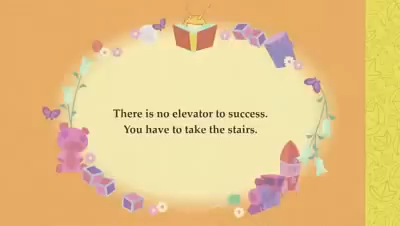 There is no elevator to success.
You have to take the stairs.